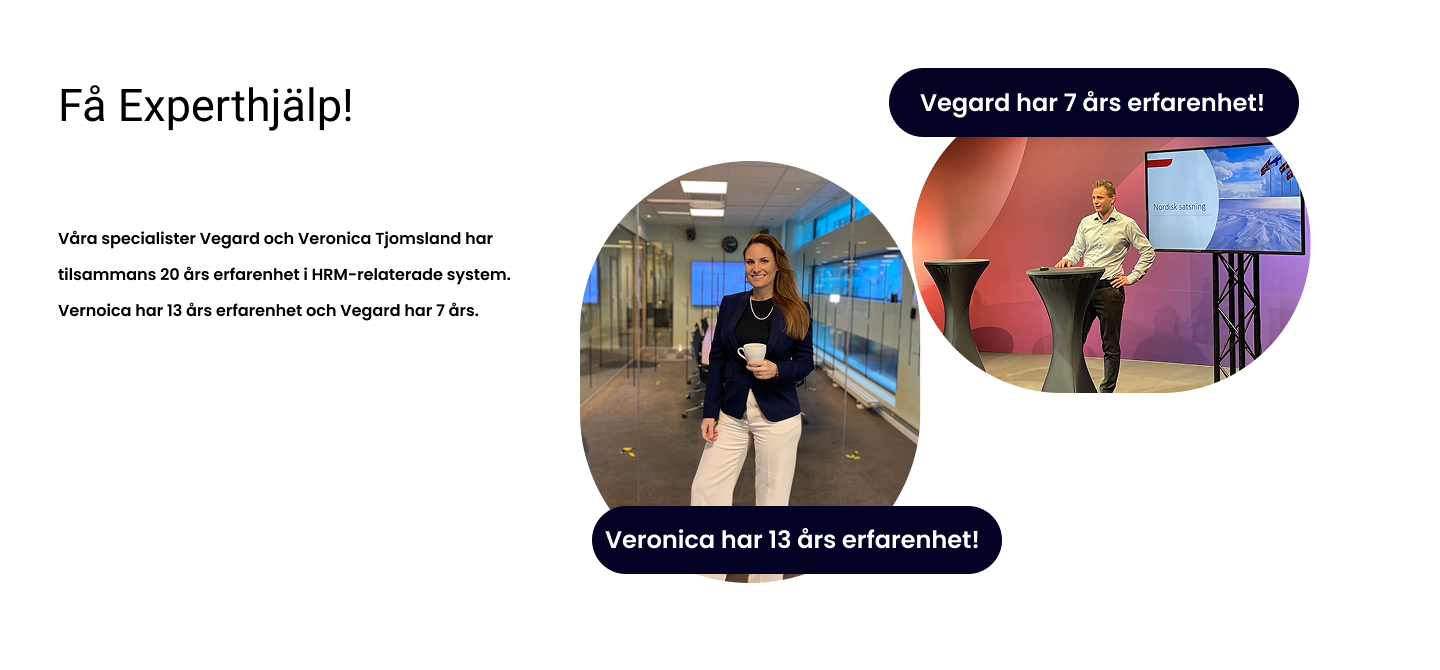 Få Experthjälp!
Våra specialister Vegard och Veronica Tjomsland har
tilsammans 20 års erfarenhet i HRM-relaterade system.
Vernoica har 13 års erfarenhet och Vegard har 7 års.
Vegard har 7 års erfarenhet!
Nordisk satsning
Veronica har 13 års erfarenhet!